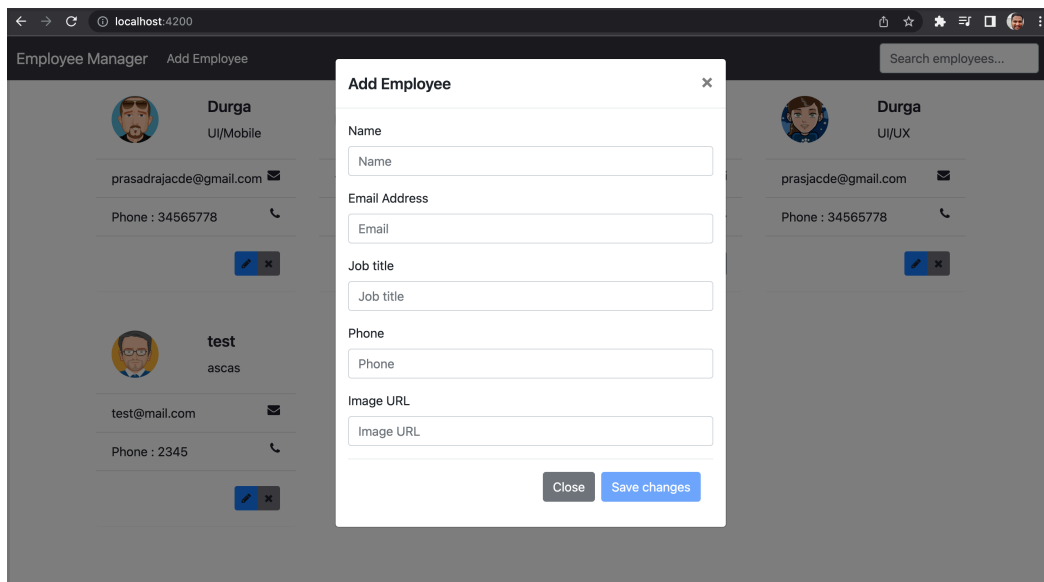 localhost:4200
Employee Manager Add Employee Search employees...
Add Employee ×
Name
Name
Email Address
Email
Job title
Job title
Phone
Phone
Image URL
Image URL
Close Save changes
Durga
UI/Mobile
prasadrajacde@gmail.com
Phone : 34565778
Durga
UI/UX
prasjacde@gmail.com
Phone : 34565778
test
ascas
test@mail.com
Phone : 2345